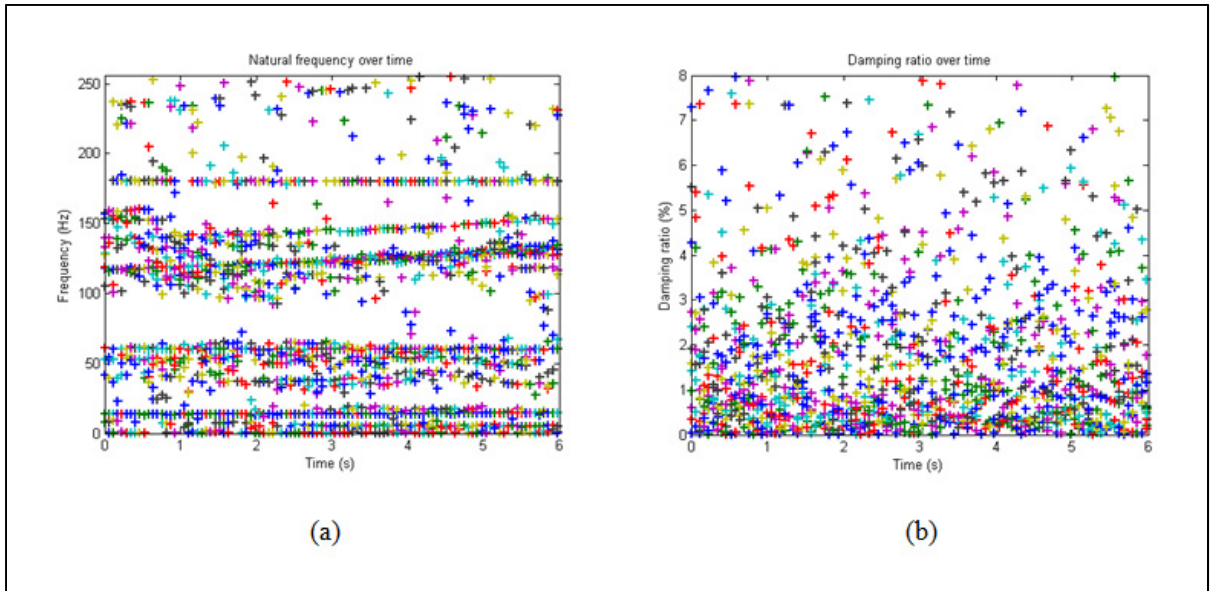 Natural frequency over time
250
200
150
100
50
0
Frequency (Hz)
0 1 2 3 4 5 6
Time (s)
(a)
Damping ratio over time
8
7
6
5
4
3
2
1
0
Damping ratio (%)
0 1 2 3 4 5 6
Time (s)
(b)